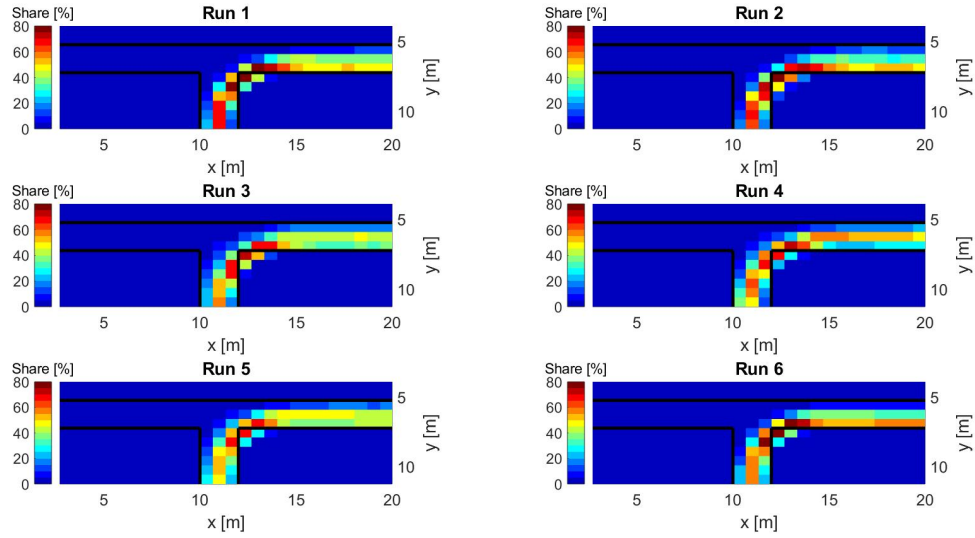 Share [%] Run 1 Share [%] Run 2
80 80
60 5 60 5
40 y [m] 40 y [m]
20 10 20 10
0 0
5 10 15 20 5 10 15 20
x [m] x [m]
Share [%] Run 3 Share [%] Run 4
80 80
60 5 60 5
40 y [m] 40 y [m]
20 10 20 10
0 0
5 10 15 20 5 10 15 20
x [m] x [m]
Share [%] Run 5 Share [%] Run 6
80 80
60 5 60 5
40 y [m] 40 y [m]
20 10 20 10
0 0
5 10 15 20 5 10 15 20
x [m] x [m]